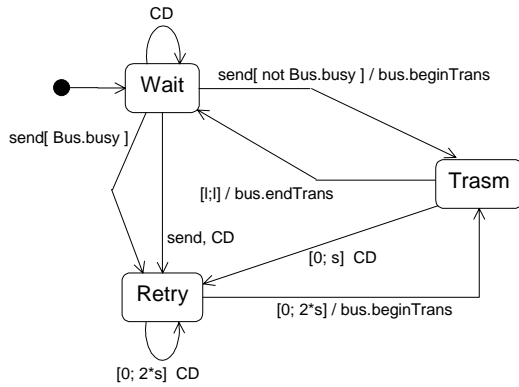 CD
Wait
send[ not Bus.busy ] / bus.beginTrans
send[ Bus.busy ]
[l;l] / bus.endTrans
Trasm
send, CD
[0; s]  CD
Retry
[0; 2*s] / bus.beginTrans
[0; 2*s]  CD